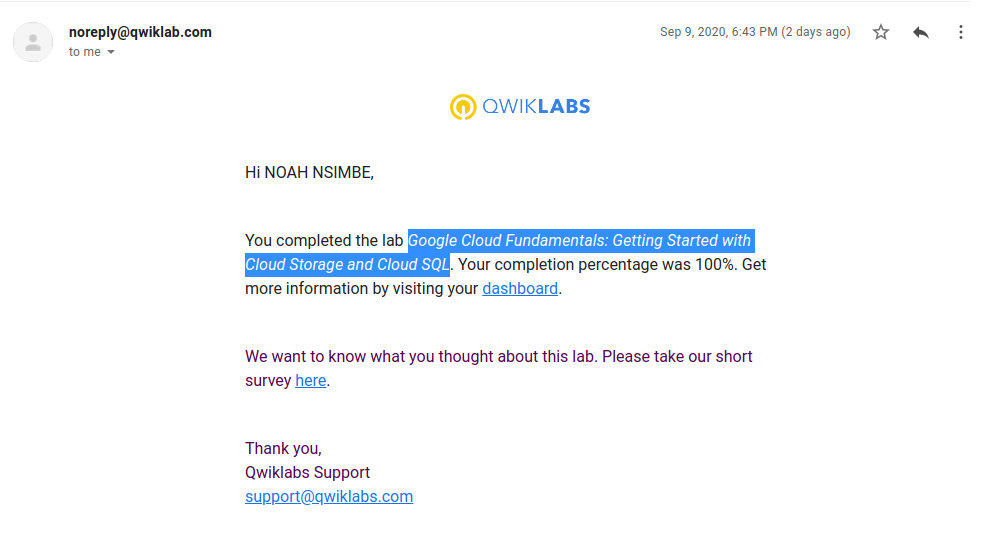 noreply@qwiklab.com
Sep 9, 2020, 6:43 PM (2 days ago)
to me
QWIKLABS
Hi NOAH NSIMBE,
You completed the lab Google Cloud Fundamentals: Getting Started with
Cloud Storage and Cloud SQL. Your completion percentage was 100%. Get
more information by visiting your dashboard.
We want to know what you thought about this lab. Please take our short
survey here.
Thank you,
Qwiklabs Support
support@qwiklabs.com